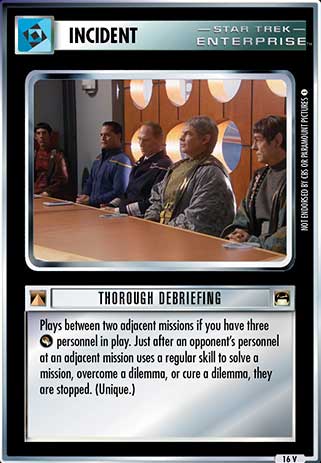 INCIDENT
STAR TREK
ENTERPRISE™
NOT ENDORSED BY CBS OR PARAMOUNT PICTURES
THOROUGH DEBRIEFING
Plays between two adjacent missions if you have three
personnel in play. Just after an opponent's personnel
at an adjacent mission uses a regular skill to solve a
mission, overcome a dilemma, or cure a dilemma, they
are stopped. (Unique.)
16 V